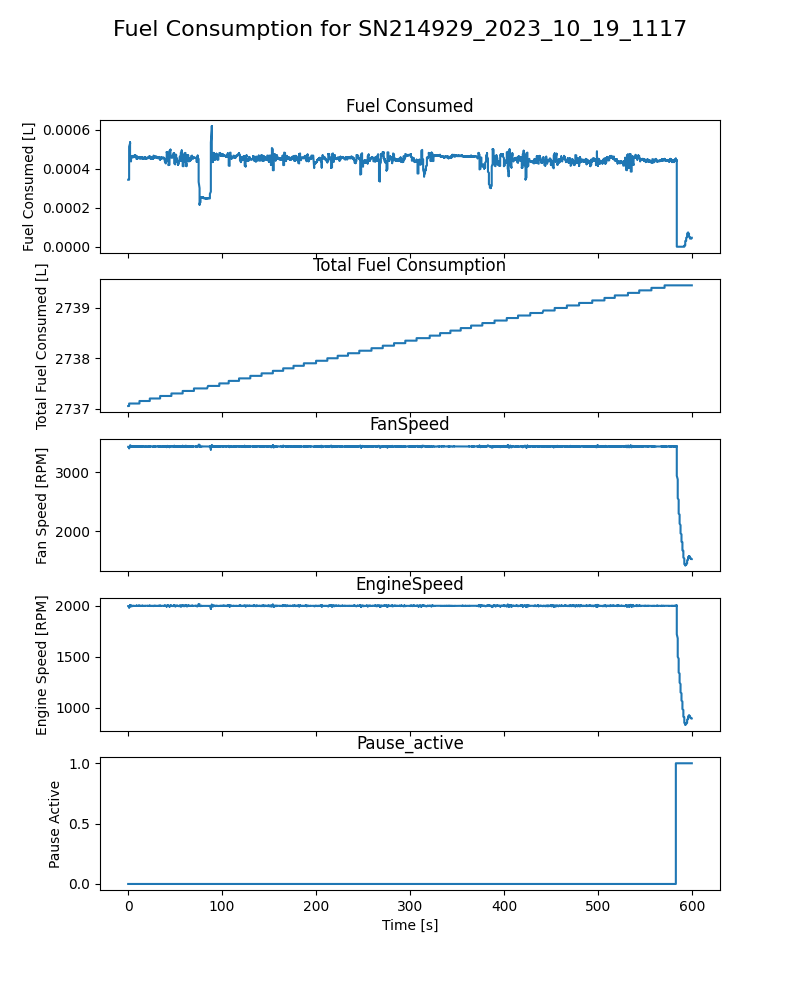 Fuel Consumption for SN214929_2023_10_19_1117
Fuel Consumed
Fuel Consumed [L]
0.0006
0.0004
0.0002
0.0000
Total Fuel Consumption
Total Fuel Consumed [L]
2739
2738
2737
FanSpeed
Fan Speed [RPM]
3000
2000
EngineSpeed
Engine Speed [RPM]
2000
1500
1000
Pause_active
Pause Active
1.0
0.5
0.0
0 100 200 300 400 500 600
Time [s]